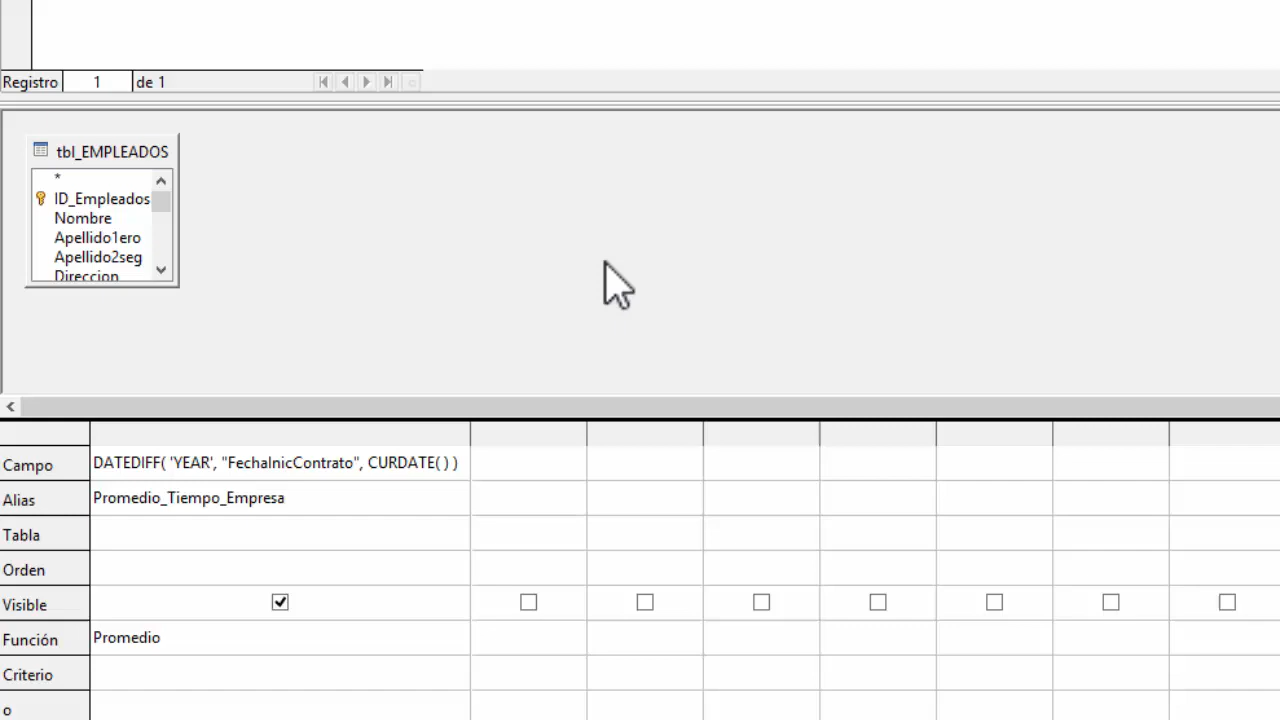 Registro 1 de 1
tbl_EMPLEADOS
*
ID_Empleados
Nombre
Apellido1ero
Apellido2seg
Direccion
Campo DATEDIFF( 'YEAR', "FechaInicContrato", CURDATE( ) )
Alias Promedio_Tiempo_Empresa
Tabla
Orden
Visible
Función Promedio
Criterio
o